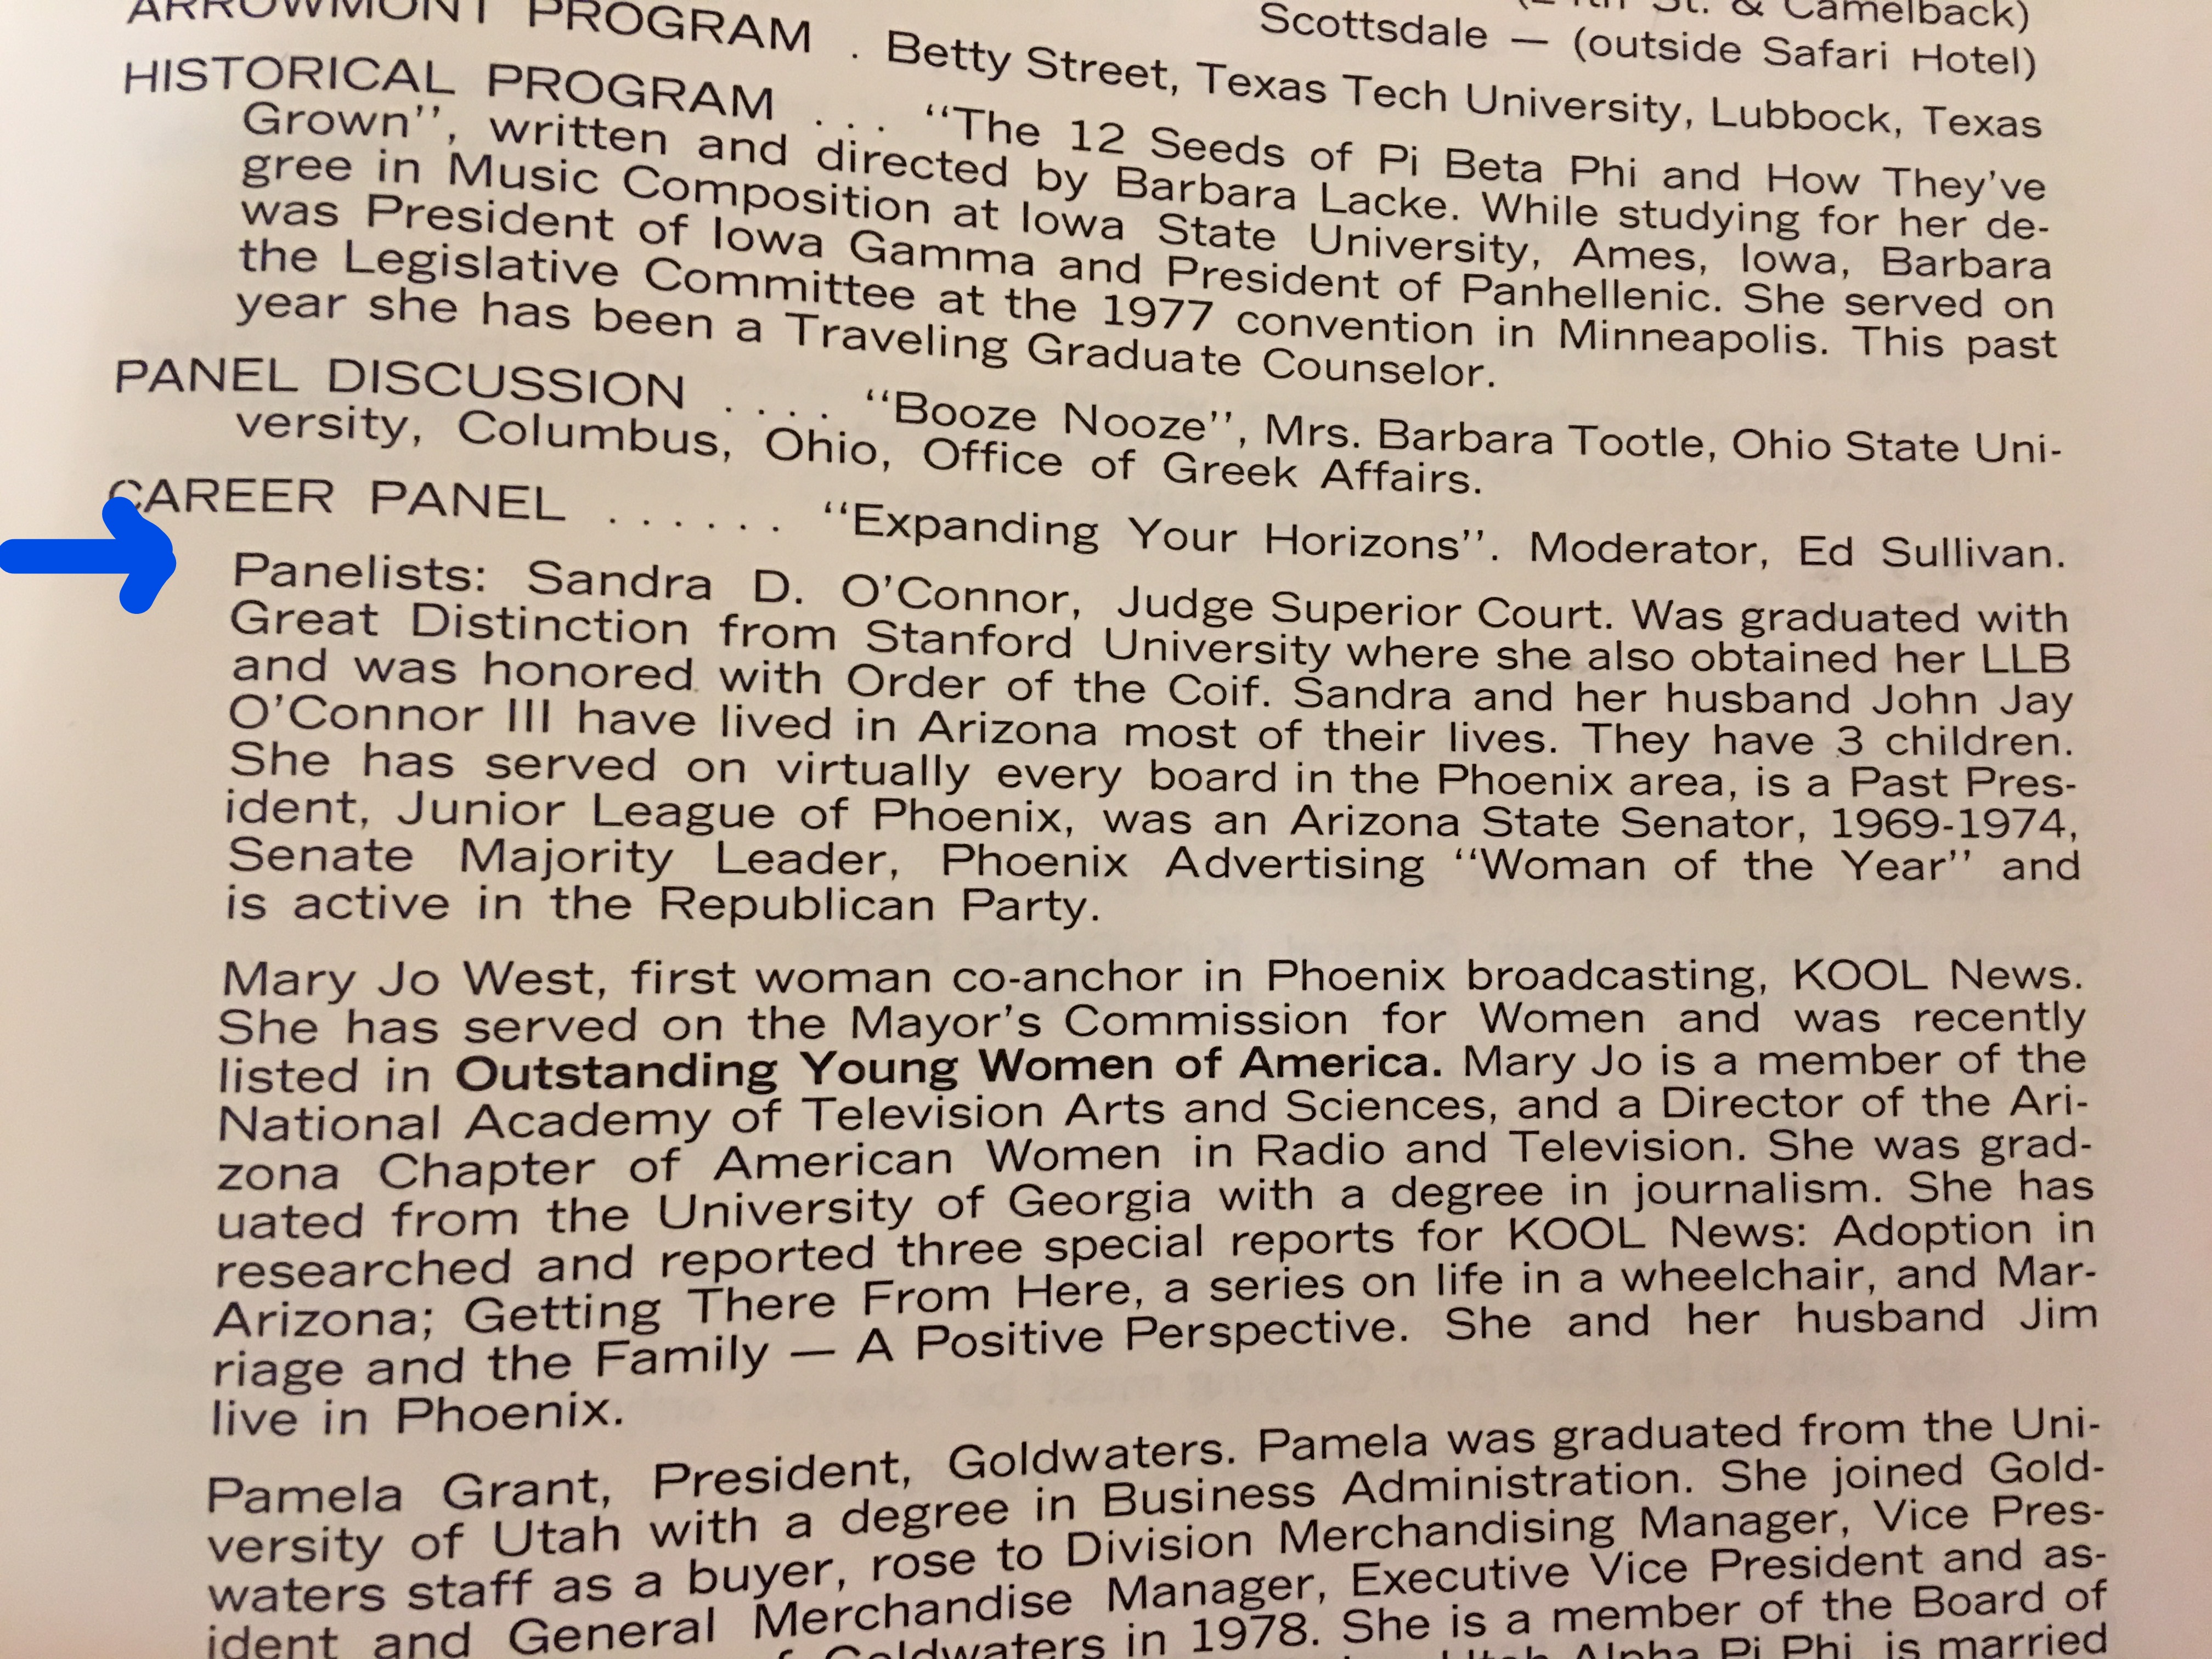 ARROWMONT PROGRAM . Betty Street, Texas Tech University, Lubbock, Texas
St. & Camelback)
Scottsdale — (outside Safari Hotel)
HISTORICAL PROGRAM . . . "The 12 Seeds of Pi Beta Phi and How They've
Grown", written and directed by Barbara Lacke. While studying for her de-
gree in Music Composition at Iowa State University, Ames, Iowa, Barbara
was President of Iowa Gamma and President of Panhellenic. She served on
the Legislative Committee at the 1977 convention in Minneapolis. This past
year she has been a Traveling Graduate Counselor.
PANEL DISCUSSION . . . . "Booze Nooze", Mrs. Barbara Tootle, Ohio State Uni-
versity, Columbus, Ohio, Office of Greek Affairs.
CAREER PANEL . . . . . . "Expanding Your Horizons". Moderator, Ed Sullivan.
Panelists: Sandra D. O'Connor, Judge Superior Court. Was graduated with
Great Distinction from Stanford University where she also obtained her LLB
and was honored with Order of the Coif. Sandra and her husband John Jay
O'Connor III have lived in Arizona most of their lives. They have 3 children.
She has served on virtually every board in the Phoenix area, is a Past Pres-
ident, Junior League of Phoenix, was an Arizona State Senator, 1969-1974,
Senate Majority Leader, Phoenix Advertising "Woman of the Year" and
is active in the Republican Party.
Mary Jo West, first woman co-anchor in Phoenix broadcasting, KOOL News.
She has served on the Mayor's Commission for Women and was recently
listed in Outstanding Young Women of America. Mary Jo is a member of the
National Academy of Television Arts and Sciences, and a Director of the Ari-
zona Chapter of American Women in Radio and Television. She was grad-
uated from the University of Georgia with a degree in journalism. She has
researched and reported three special reports for KOOL News: Adoption in
Arizona; Getting There From Here, a series on life in a wheelchair, and Mar-
riage and the Family — A Positive Perspective. She and her husband Jim
live in Phoenix.
Pamela Grant, President, Goldwaters. Pamela was graduated from the Uni-
versity of Utah with a degree in Business Administration. She joined Gold-
waters staff as a buyer, rose to Division Merchandising Manager, Vice Pres-
ident and General Merchandise Manager, Executive Vice President and as-
Goldwaters in 1978. She is a member of the Board of
Utah Alpha Pi Phi, is married